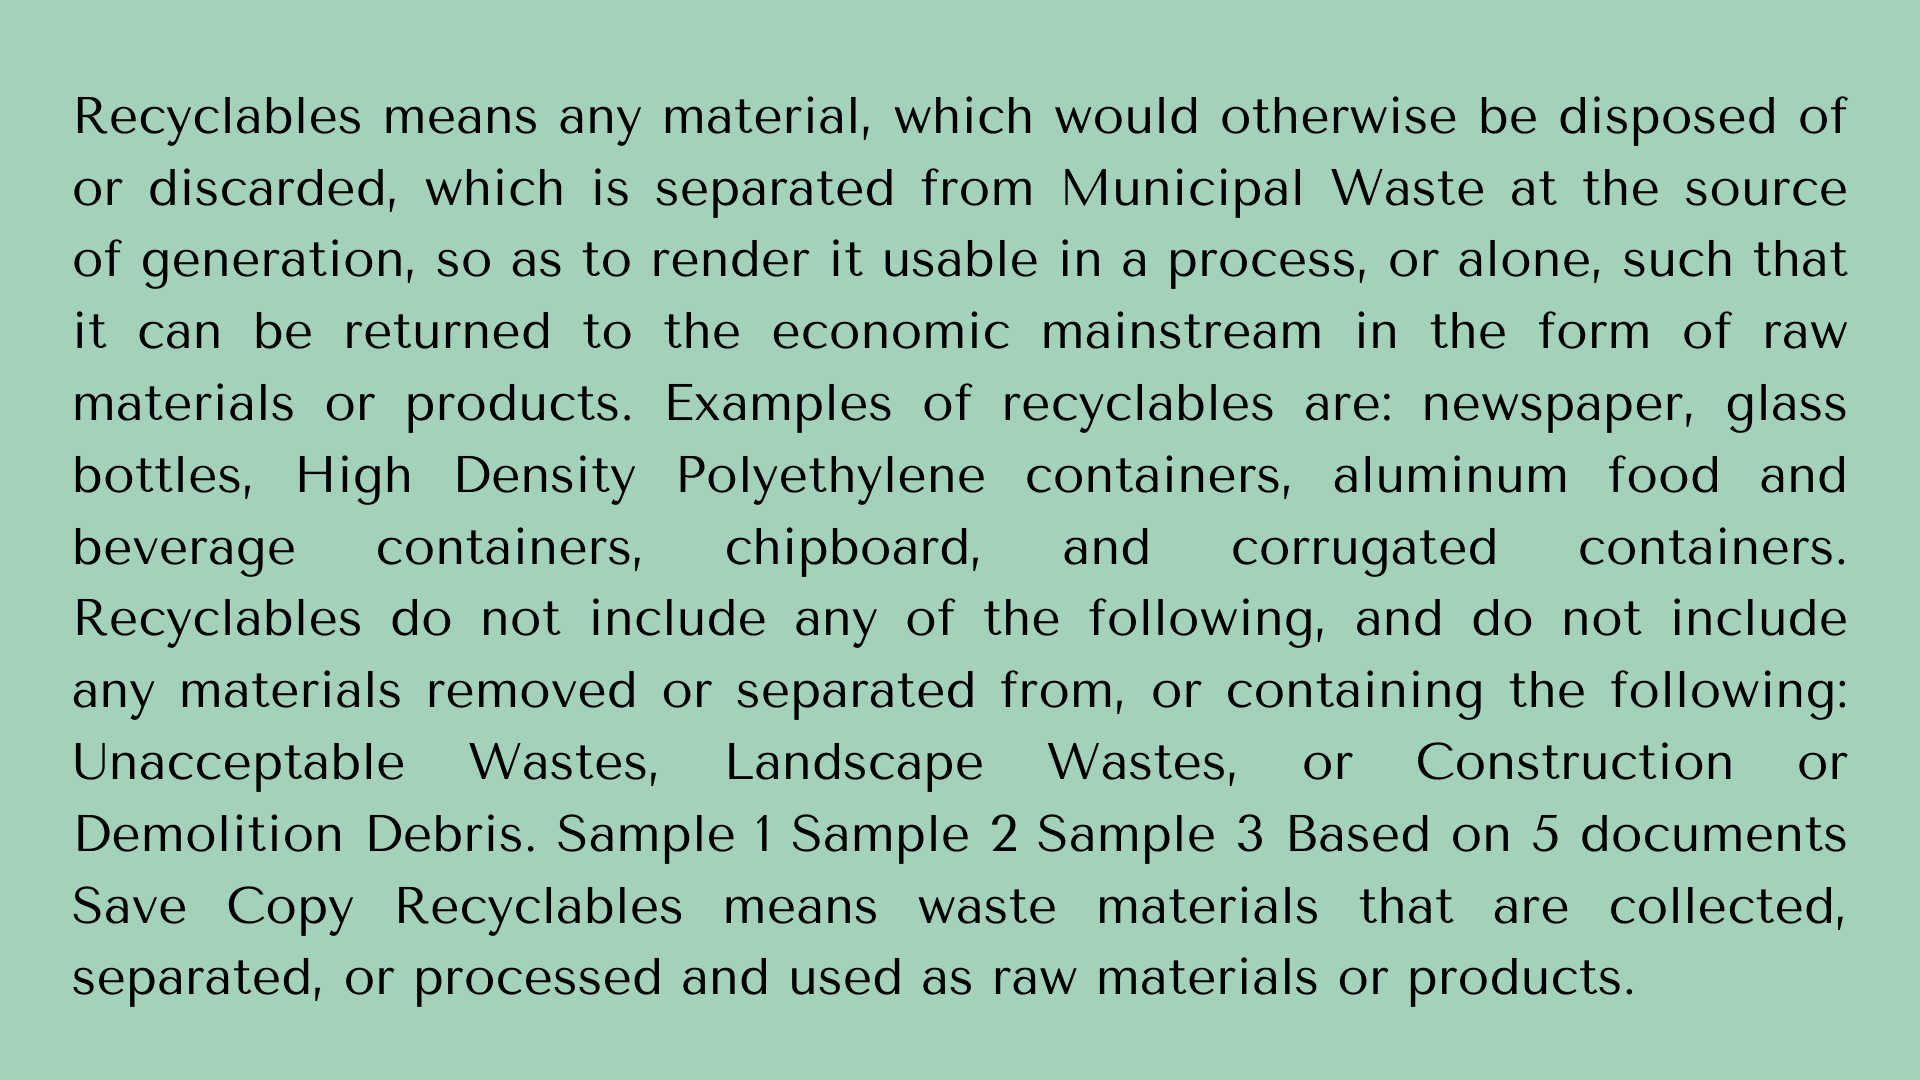 Recyclables means any material, which would otherwise be disposed of
or discarded, which is separated from Municipal Waste at the source
of generation, so as to render it usable in a process, or alone, such that
it can be returned to the economic mainstream in the form of raw
materials or products. Examples of recyclables are: newspaper, glass
bottles, High Density Polyethylene containers, aluminum food and
beverage containers, chipboard, and corrugated containers.
Recyclables do not include any of the following, and do not include
any materials removed or separated from, or containing the following:
Unacceptable Wastes, Landscape Wastes, or Construction or
Demolition Debris. Sample 1 Sample 2 Sample 3 Based on 5 documents
Save Copy Recyclables means waste materials that are collected,
separated, or processed and used as raw materials or products.